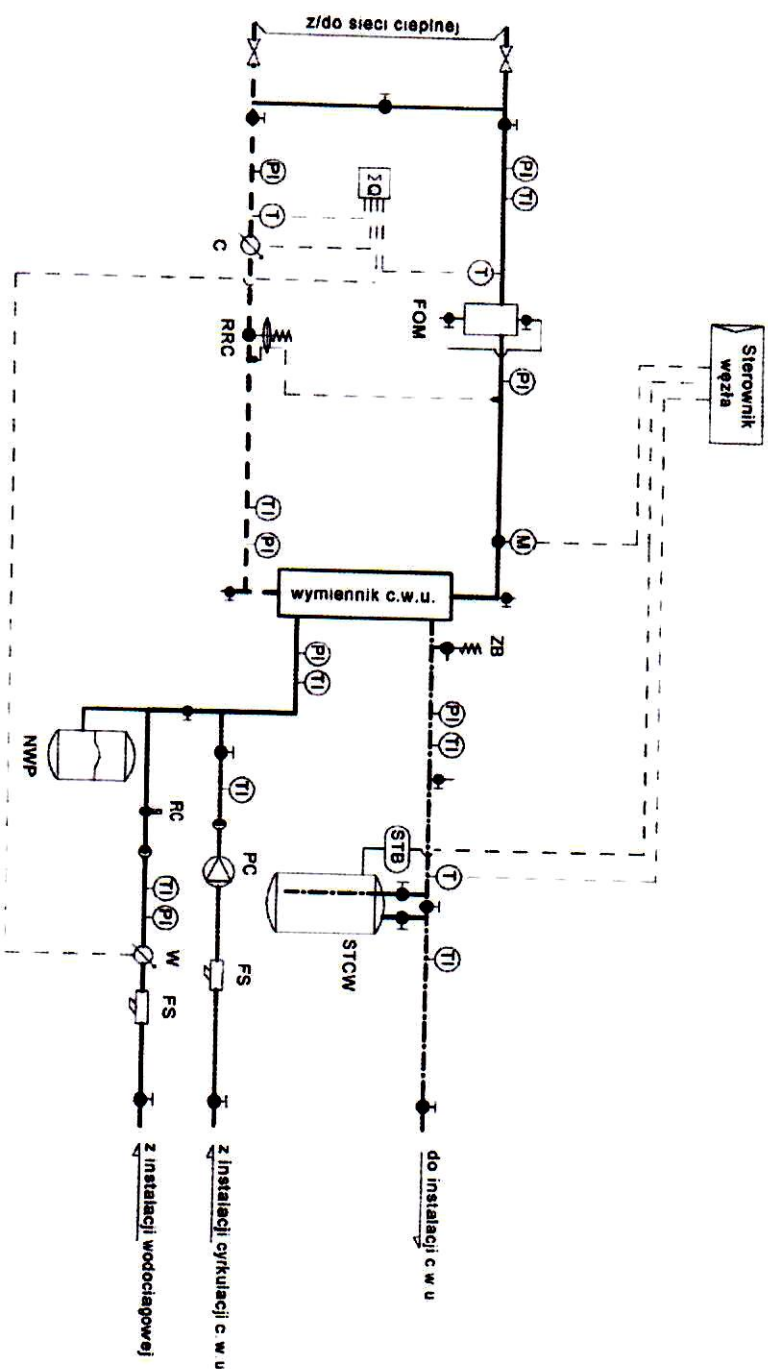 z/do sieci cieplnej
Sterownik
węzła
PI
TI
T
FOM
PI
M
ΣQ
PI
T
C
RRC
TI
PI
wymiennik c.w.u.
ZB
PI
TI
STB
T
TI
STCW
do instalacji c w u
PI
TI
TI
PC
FS
z instalacji cyrkulacji c. w.u
NWP
RC
TI
PI
W
FS
z instalacji wodociągowej